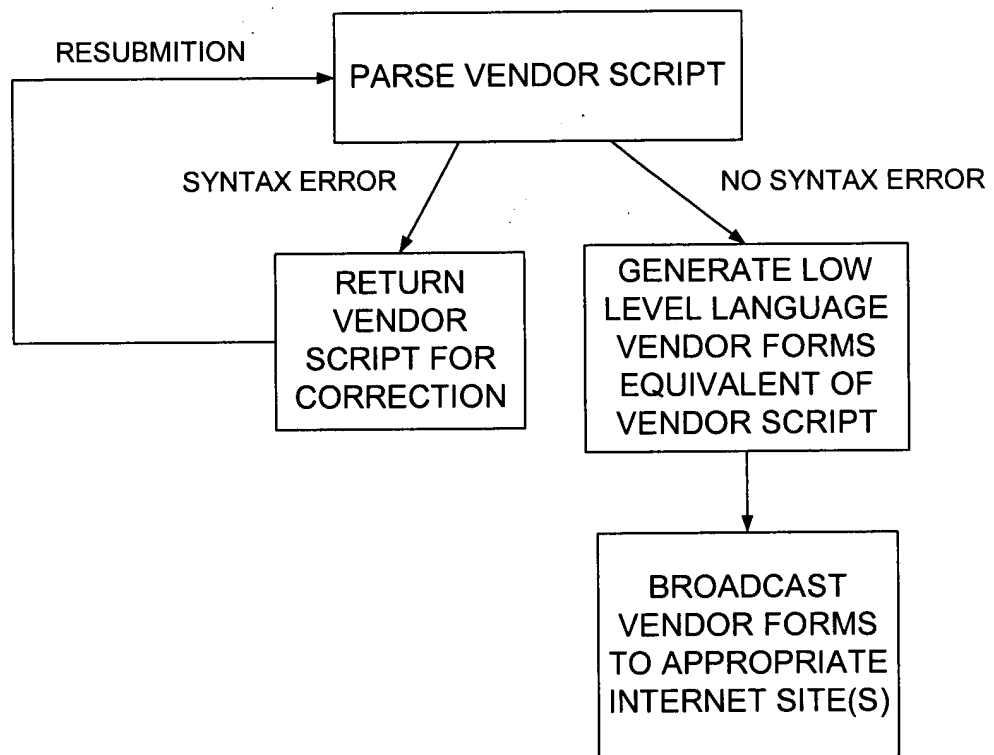 RESUBMITION
PARSE VENDOR SCRIPT
SYNTAX ERROR
NO SYNTAX ERROR
RETURN
VENDOR
SCRIPT FOR
CORRECTION
GENERATE LOW
LEVEL LANGUAGE
VENDOR FORMS
EQUIVALENT OF
VENDOR SCRIPT
BROADCAST
VENDOR FORMS
TO APPROPRIATE
INTERNET SITE(S)